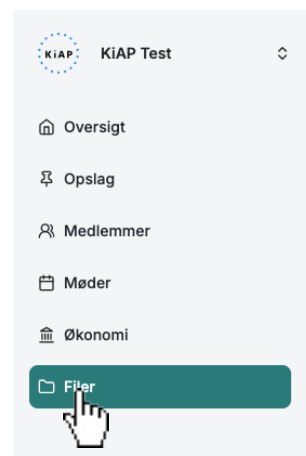 KiAP KiAP Test
Oversigt
Opslag
Medlemmer
Møder
Økonomi
Filer